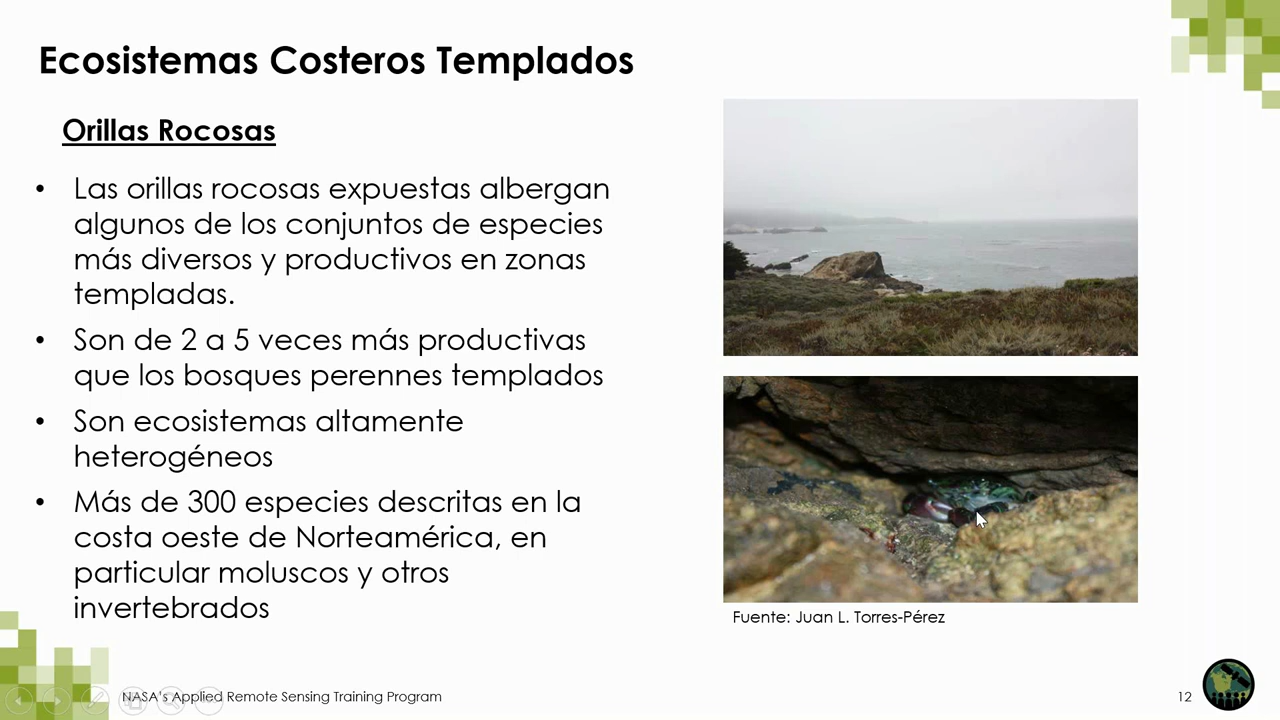 Ecosistemas Costeros Templados
Orillas Rocosas
• Las orillas rocosas expuestas albergan
algunos de los conjuntos de especies
más diversos y productivos en zonas
templadas.
• Son de 2 a 5 veces más productivas
que los bosques perennes templados
• Son ecosistemas altamente
heterogéneos
• Más de 300 especies descritas en la
costa oeste de Norteamérica, en
particular moluscos y otros
invertebrados
Fuente: Juan L. Torres-Pérez
NASA's Applied Remote Sensing Training Program
12